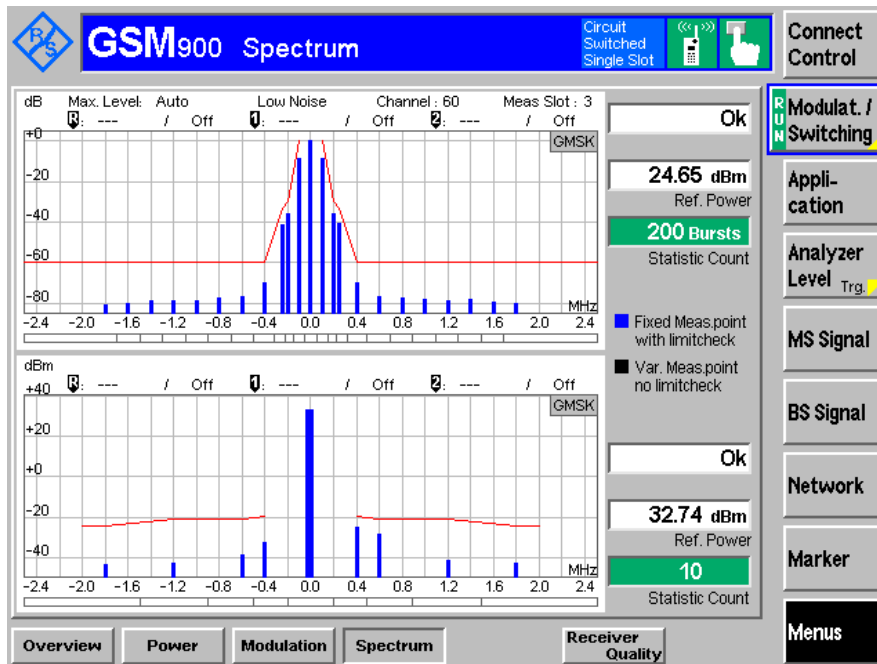 R&S
GSM900 Spectrum
Circuit
Switched
Single Slot
Connect
Control
dB Max. Level: Auto Low Noise Channel : 60 Meas Slot : 3
R: --- / Off 1: --- / Off 2: --- / Off
GMSK
+0
-20
-40
-60
-80
MHz
-2.4 -2.0 -1.6 -1.2 -0.8 -0.4 0.0 0.4 0.8 1.2 1.6 2.0 2.4
Ok
24.65 dBm
Ref. Power
200 Bursts
Statistic Count
Fixed Meas.point
with limitcheck
Var. Meas.point
no limitcheck
dBm
R: --- / Off 1: --- / Off 2: --- / Off
GMSK
+40
+20
+0
-20
-40
MHz
-2.4 -2.0 -1.6 -1.2 -0.8 -0.4 0.0 0.4 0.8 1.2 1.6 2.0 2.4
Ok
32.74 dBm
Ref. Power
10
Statistic Count
RUN
Modulat. /
Switching
Appli-
cation
Analyzer
Level Trg.
MS Signal
BS Signal
Network
Marker
Menus
Overview
Power
Modulation
Spectrum
Receiver
Quality